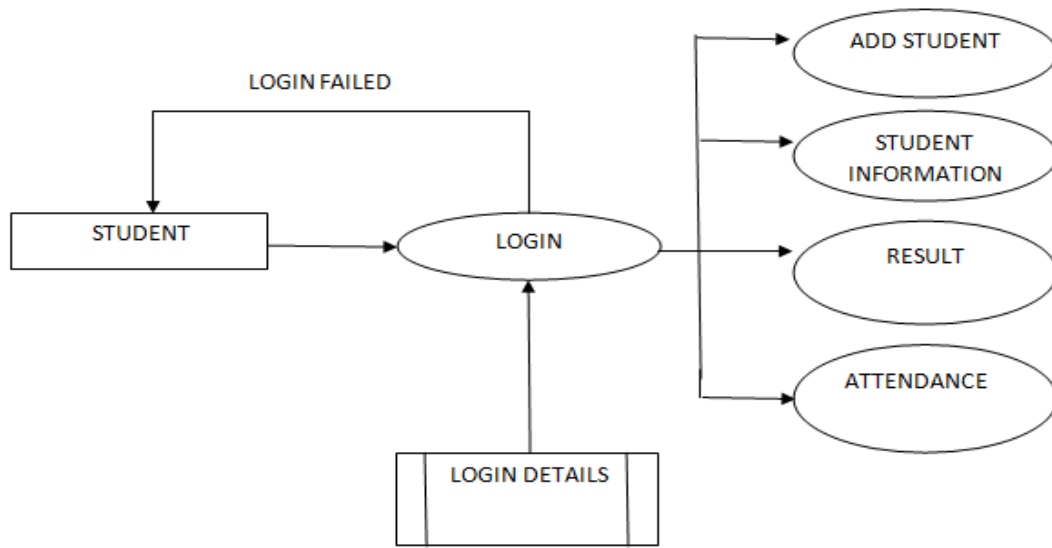 ADD STUDENT
LOGIN FAILED
STUDENT
INFORMATION
STUDENT
LOGIN
RESULT
ATTENDANCE
LOGIN DETAILS